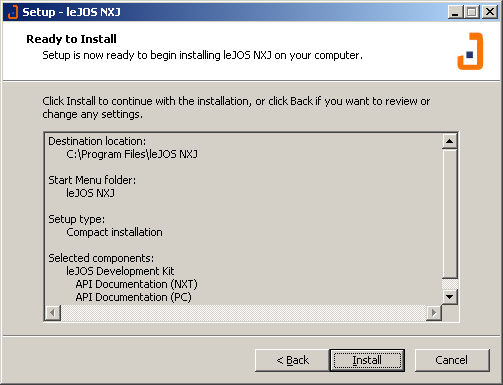 Setup - leJOS NXJ
Ready to Install
Setup is now ready to begin installing leJOS NXJ on your computer.
Click Install to continue with the installation, or click Back if you want to review or
change any settings.
Destination location:
C:\Program Files\leJOS NXJ
Start Menu folder:
leJOS NXJ
Setup type:
Compact installation
Selected components:
leJOS Development Kit
API Documentation (NXT)
API Documentation (PC)
< Back
Install
Cancel